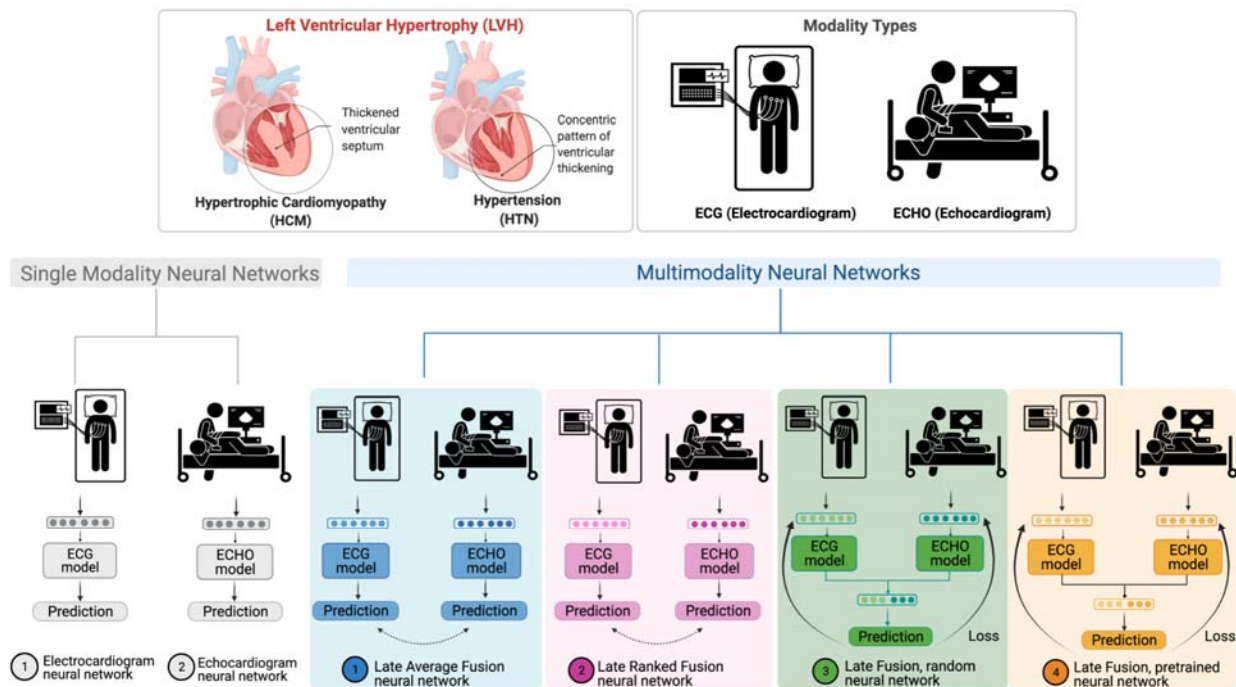 Left Ventricular Hypertrophy (LVH)
Thickened
ventricular
septum
Concentric
pattern of
ventricular
thickening
Hypertrophic Cardiomyopathy
(HCM)
Hypertension
(HTN)
Modality Types
ECG (Electrocardiogram)
ECHO (Echocardiogram)
Single Modality Neural Networks
Multimodality Neural Networks
ECG
model
Prediction
1 Electrocardiogram
neural network
ECHO
model
Prediction
2 Echocardiogram
neural network
ECG
model
Prediction
ECHO
model
Prediction
1 Late Average Fusion
neural network
ECG
model
Prediction
ECHO
model
Prediction
2 Late Ranked Fusion
neural network
ECG
model
ECHO
model
Prediction
Loss
3 Late Fusion, random
neural network
ECG
model
ECHO
model
Prediction
Loss
4 Late Fusion, pretrained
neural network